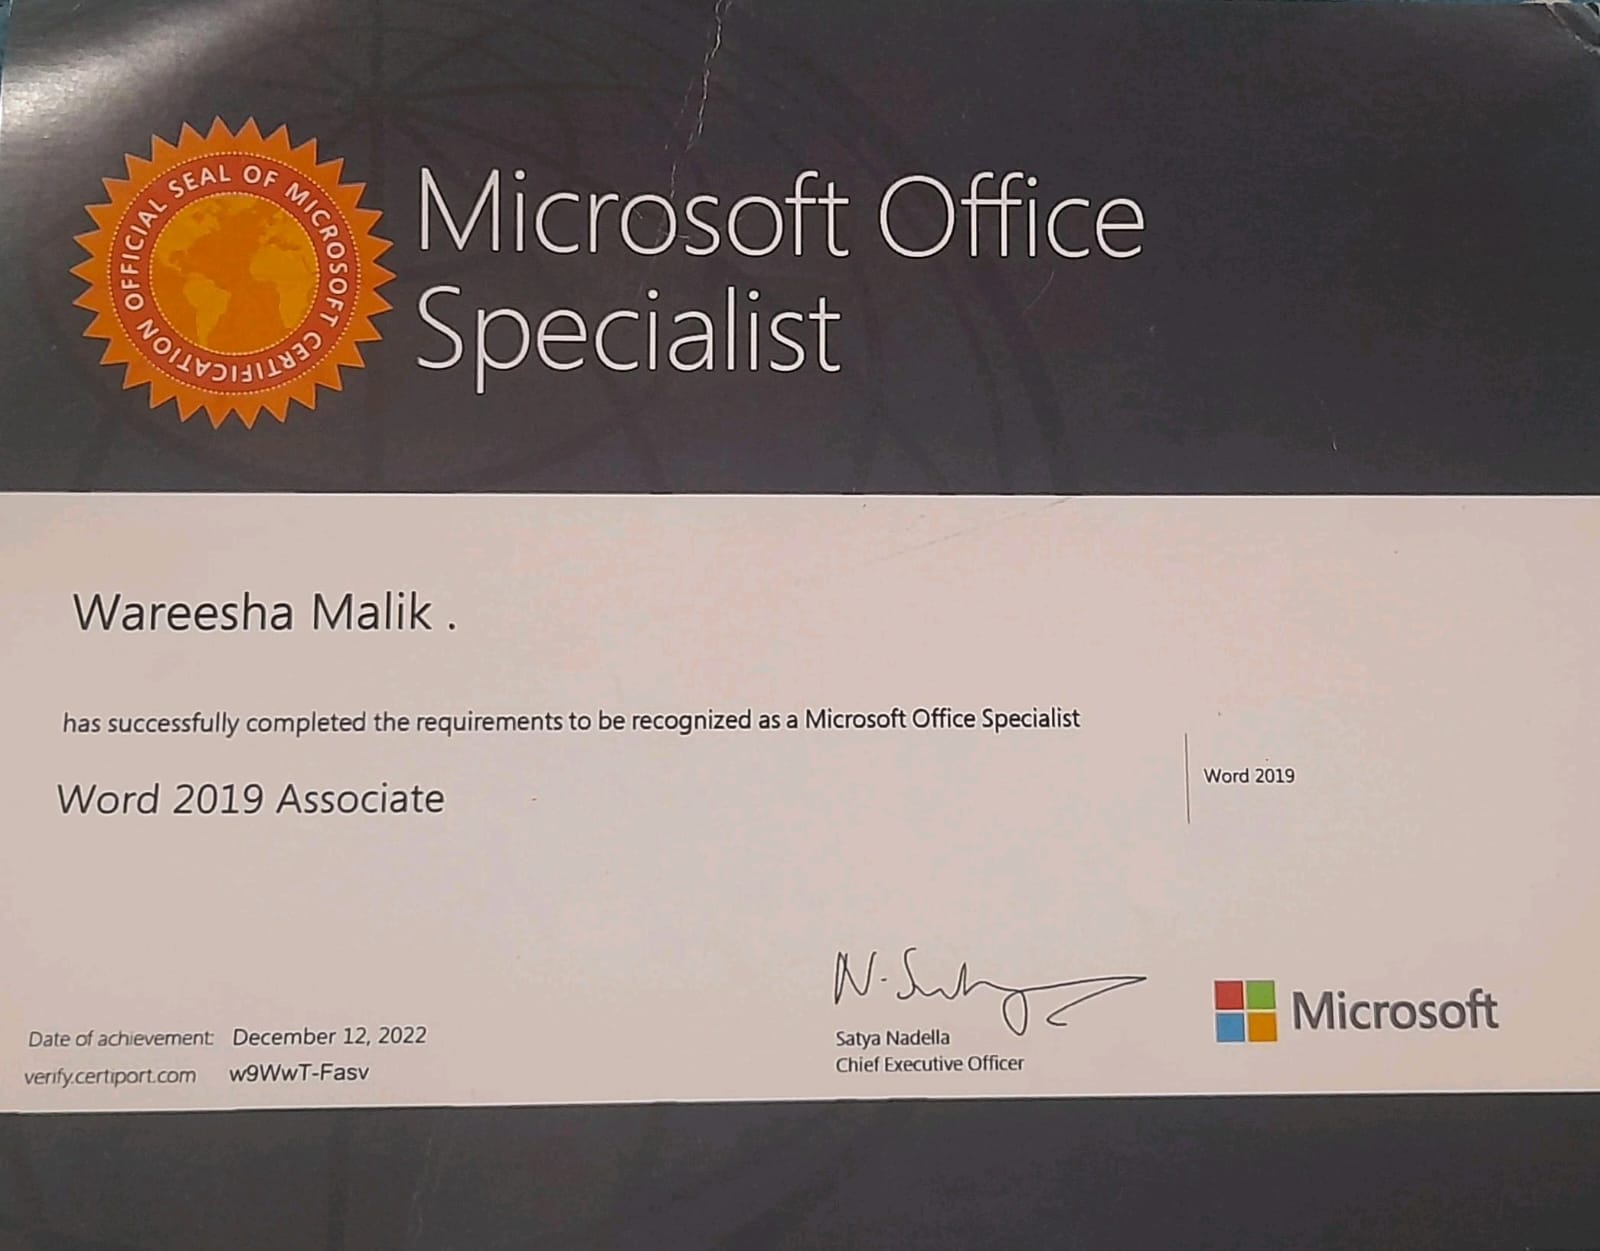 OFFICIAL SEAL OF MICROSOFT CERTIFICATION
Microsoft Office
Specialist
Wareesha Malik .
has successfully completed the requirements to be recognized as a Microsoft Office Specialist
Word 2019 Associate
Word 2019
N. Satya
Satya Nadella
Chief Executive Officer
Microsoft
Date of achievement: December 12, 2022
verify.certiport.com w9WwT-Fasv